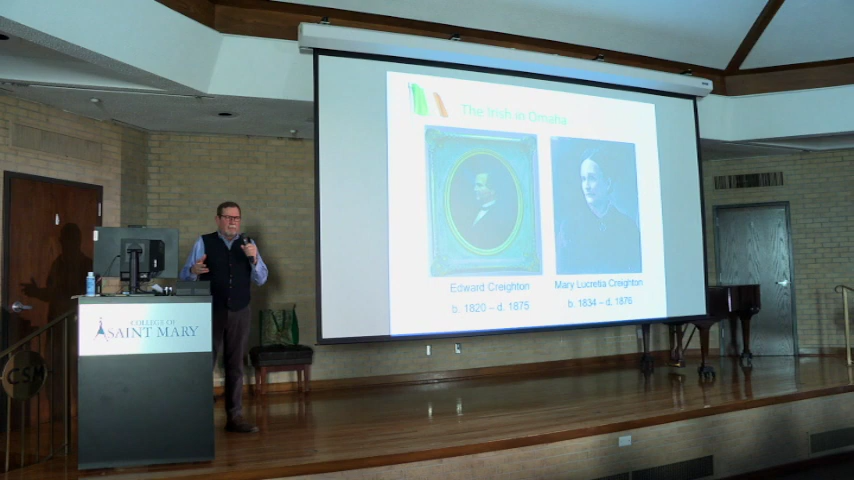 The Irish in Omaha
Edward Creighton
b. 1820 – d. 1875
Mary Lucretia Creighton
b. 1834 – d. 1876
COLLEGE OF
SAINT MARY
CSM